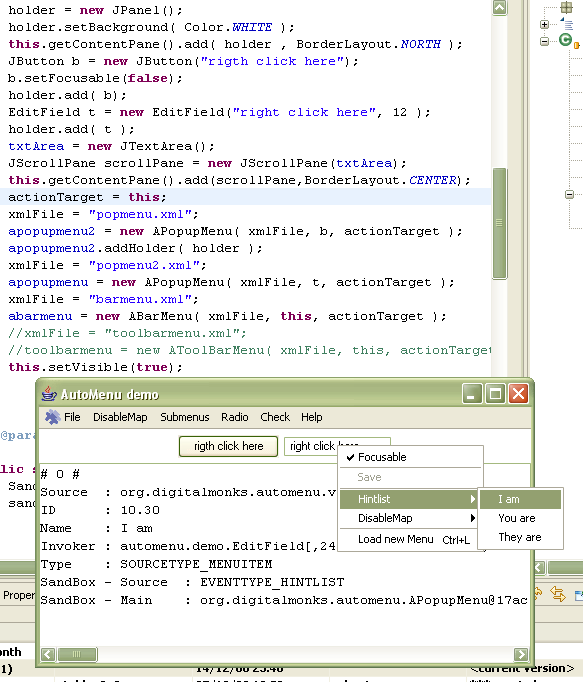 holder = new JPanel();
holder.setBackground( Color.WHITE );
this.getContentPane().add( holder , BorderLayout.NORTH );
JButton b = new JButton("rigth click here");
b.setFocusable(false);
holder.add( b);
EditField t = new EditField("right click here", 12 );
holder.add( t );
txtArea = new JTextArea();
JScrollPane scrollPane = new JScrollPane(txtArea);
this.getContentPane().add(scrollPane,BorderLayout.CENTER);
actionTarget = this;
xmlFile = "popmenu.xml";
apopupmenu2 = new APopupMenu( xmlFile, b, actionTarget );
apopupmenu2.addHolder( holder );
xmlFile = "popmenu2.xml";
apopupmenu = new APopupMenu( xmlFile, t, actionTarget );
xmlFile = "barmenu.xml";
abarmenu = new ABarMenu( xmlFile, this, actionTarget );
//xmlFile = "toolbarmenu.xml";
//toolbarmenu = new AToolBarMenu( xmlFile, this, actionTarget
this.setVisible(true);
AutoMenu demo
File DisableMap Submenus Radio Check Help
@para
rigth click here right click here
lic s
Focusable
San
# 0 #
Save
san
Source : org.digitalmonks.automenu.v
Hintlist I am
ID : 10.30
DisableMap You are
Name : I am
Load new Menu Ctrl+L They are
Invoker : automenu.demo.EditField[,24
Type : SOURCETYPE_MENUITEM
SandBox - Source : EVENTTYPE_HINTLIST
Proper
SandBox - Main : org.digitalmonks.automenu.APopupMenu@17ac
onth
1) 14/12/06 23.46 <current version>